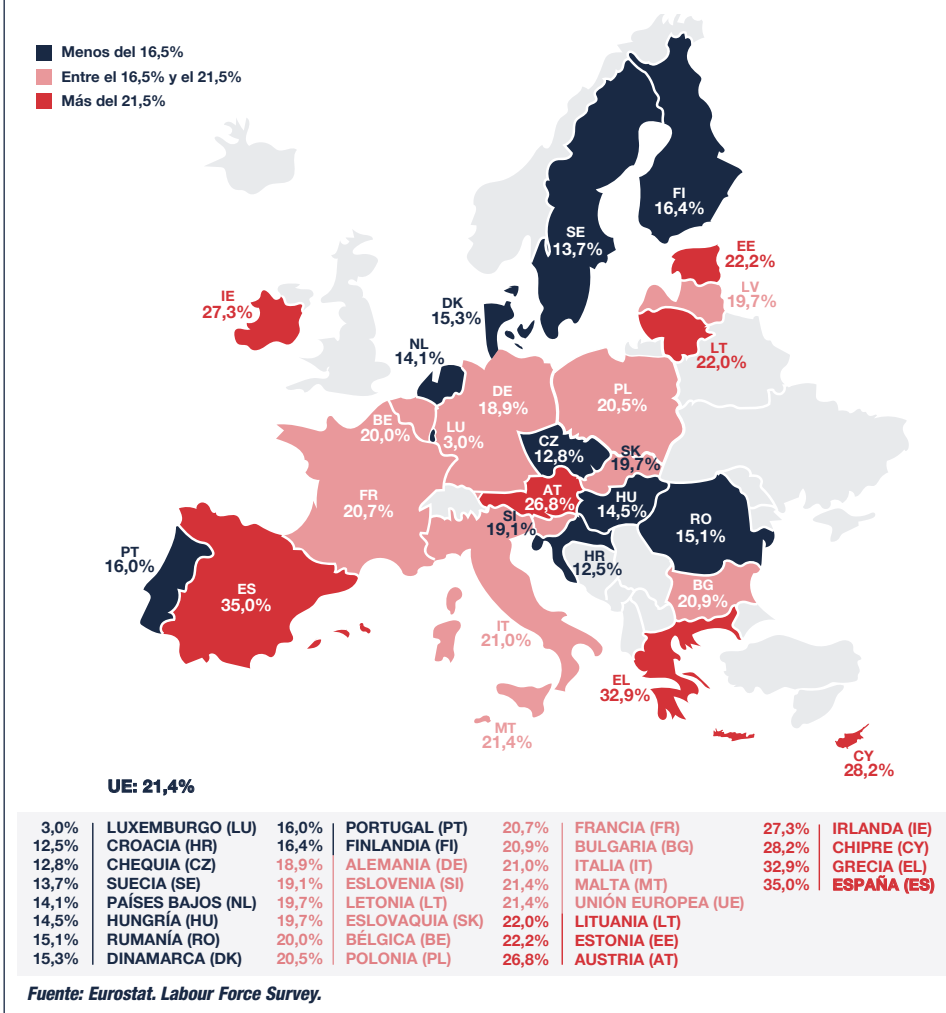 Menos del 16,5%
Entre el 16,5% y el 21,5%
Más del 21,5%
FI
16,4%
SE
13,7%
EE
22,2%
LV
19,7%
IE
27,3%
DK
15,3%
LT
22,0%
NL
14,1%
DE
18,9%
PL
20,5%
BE
20,0%
LU
3,0%
CZ
12,8%
SK
19,7%
FR
20,7%
AT
26,8%
HU
14,5%
SI
19,1%
RO
15,1%
PT
16,0%
HR
12,5%
ES
35,0%
BG
20,9%
IT
21,0%
EL
32,9%
MT
21,4%
CY
28,2%
UE: 21,4%
3,0% LUXEMBURGO (LU)
12,5% CROACIA (HR)
12,8% CHEQUIA (CZ)
13,7% SUECIA (SE)
14,1% PAÍSES BAJOS (NL)
14,5% HUNGRÍA (HU)
15,1% RUMANÍA (RO)
15,3% DINAMARCA (DK)
16,0% PORTUGAL (PT)
16,4% FINLANDIA (FI)
18,9% ALEMANIA (DE)
19,1% ESLOVENIA (SI)
19,7% LETONIA (LT)
19,7% ESLOVAQUIA (SK)
20,0% BÉLGICA (BE)
20,5% POLONIA (PL)
20,7% FRANCIA (FR)
20,9% BULGARIA (BG)
21,0% ITALIA (IT)
21,4% MALTA (MT)
21,4% UNIÓN EUROPEA (UE)
22,0% LITUANIA (LT)
22,2% ESTONIA (EE)
26,8% AUSTRIA (AT)
27,3% IRLANDA (IE)
28,2% CHIPRE (CY)
32,9% GRECIA (EL)
35,0% ESPAÑA (ES)
Fuente: Eurostat. Labour Force Survey.